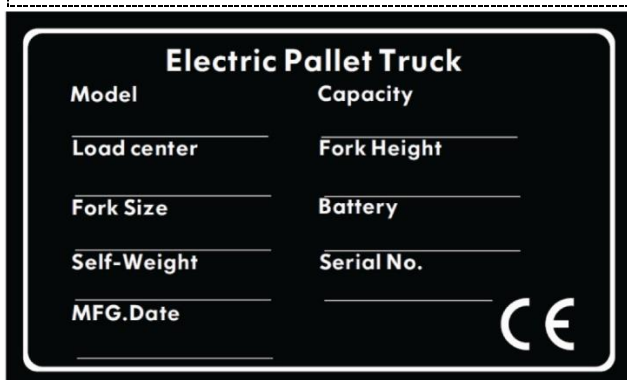 Electric Pallet Truck
Model Capacity
Load center Fork Height
Fork Size Battery
Self-Weight Serial No.
MFG.Date
CE